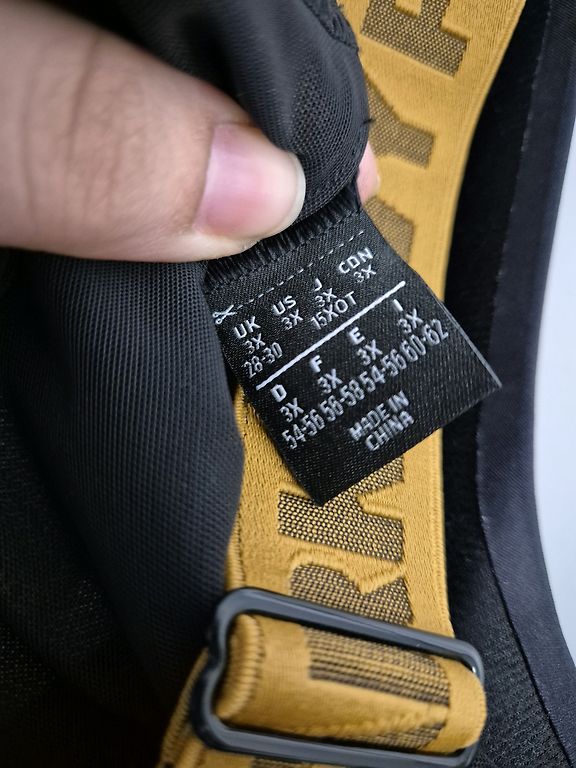 UK US J CDN
3X 3X 3X 3X
28-30 15XOT
D F E I
3X 3X 3X 3X
54-56 56-58 54-56 60-62
MADE IN
CHINA